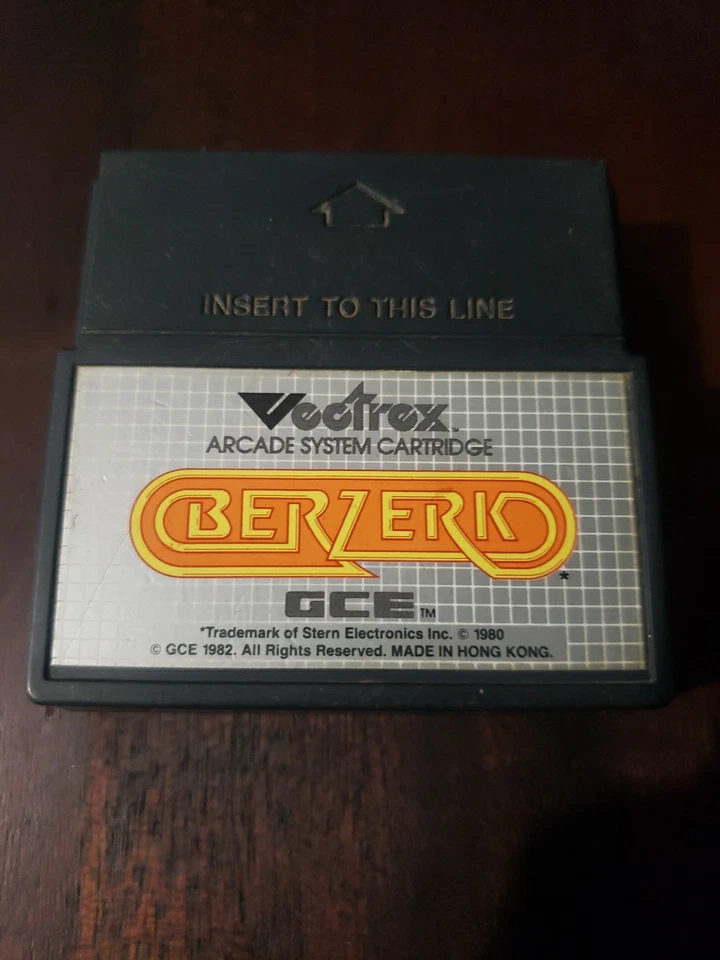 INSERT TO THIS LINE
Vectrex™
ARCADE SYSTEM CARTRIDGE
BERZERK*
GCE™
*Trademark of Stern Electronics Inc. © 1980
© GCE 1982. All Rights Reserved. MADE IN HONG KONG.